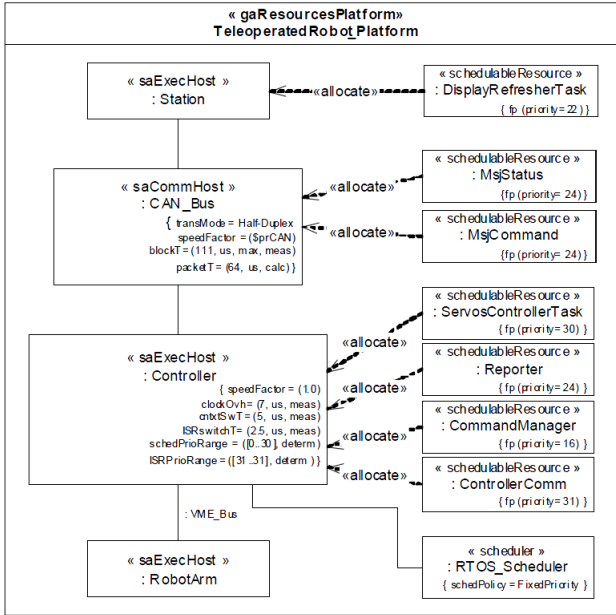 « gaResourcesPlatform»
TeleoperatedRobot_Platform
« saExecHost »
: Station
«allocate»
« schedulableResource »
: DisplayRefresherTask
{ fp (priority= 22) }
« saCommHost »
: CAN_Bus
{ transMode = Half-Duplex
speedFactor = ($prCAN)
blockT = (111, us, max, meas)
packetT = (64, us, calc) }
«allocate»
« schedulableResource »
: MsjStatus
{fp (priority= 24) }
«allocate»
« schedulableResource »
: MsjCommand
{fp (priority= 24) }
« saExecHost »
: Controller
{ speedFactor = (1.0)
clockOvh = (7, us, meas)
cntxtSwT = (5, us, meas)
ISRswitchT = (2.5, us, meas)
schedPrioRange = ([0..30], determ )
ISRPrioRange = ([31..31], determ ) }
«allocate»
« schedulableResource »
: ServosControllerTask
{ fp (priority= 30) }
«allocate»
« schedulableResource »
: Reporter
{ fp (priority= 24) }
«allocate»
« schedulableResource »
: CommandManager
{ fp (priority= 16) }
«allocate»
« schedulableResource »
: ControllerComm
{ fp (priority= 31) }
: VME_Bus
« saExecHost »
: RobotArm
« scheduler »
: RTOS_Scheduler
{ schedPolicy = FixedPriority }